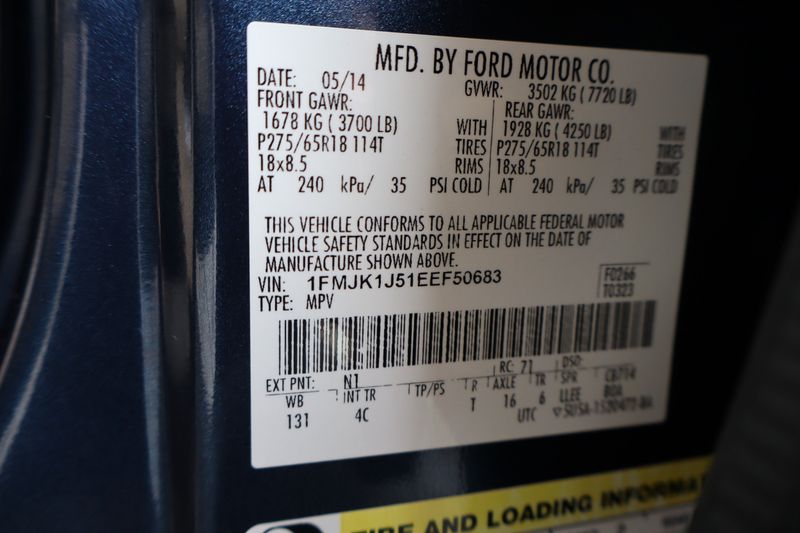 MFD. BY FORD MOTOR CO.
DATE: 05/14 GVWR: 3502 KG ( 7720 LB)
FRONT GAWR: REAR GAWR:
1678 KG ( 3700 LB) WITH 1928 KG ( 4250 LB) WITH
P275/65R18 114T TIRES P275/65R18 114T TIRES
18x8.5 RIMS 18x8.5 RIMS
AT 240 kPa/ 35 PSI COLD AT 240 kPa/ 35 PSI COLD
THIS VEHICLE CONFORMS TO ALL APPLICABLE FEDERAL MOTOR
VEHICLE SAFETY STANDARDS IN EFFECT ON THE DATE OF
MANUFACTURE SHOWN ABOVE.
VIN: 1FMJK1J51EEF50683 F0266
TYPE: MPV T0323
EXT PNT: N1 RC: 71 DSO:
WB INT TR TP/PS R AXLE TR SPR
131 4C T 16 6 LLEE
UTC
TIRE AND LOADING INFORMAT